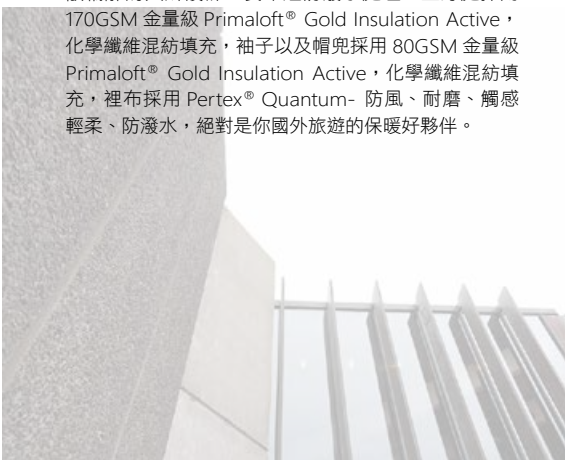 170GSM 金量級 Primaloft® Gold Insulation Active，
化學纖維混紡填充，袖子以及帽兜採用 80GSM 金量級
Primaloft® Gold Insulation Active，化學纖維混紡填
充，裡布採用 Pertex® Quantum- 防風、耐磨、觸感
輕柔、防潑水，絕對是你國外旅遊的保暖好夥伴。